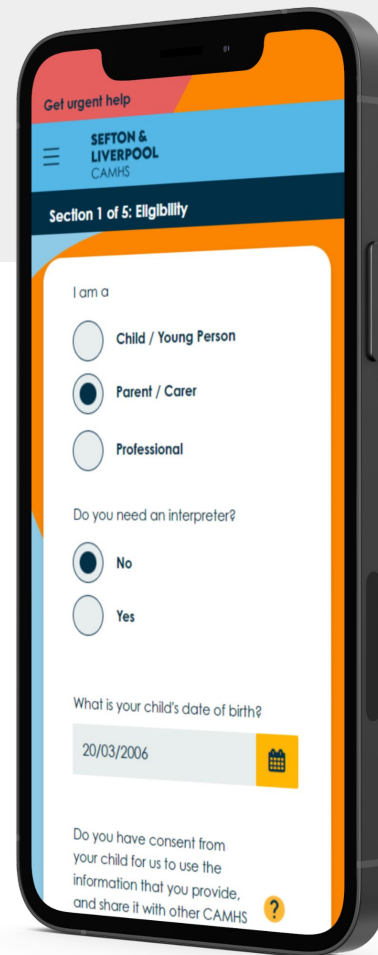 Get urgent help
SEFTON &
LIVERPOOL
CAMHS
Section 1 of 5: Eligibility
I am a
Child / Young Person
Parent / Carer
Professional
Do you need an interpreter?
No
Yes
What is your child's date of birth?
20/03/2006
Do you have consent from
your child for us to use the
information that you provide,
and share it with other CAMHS
?